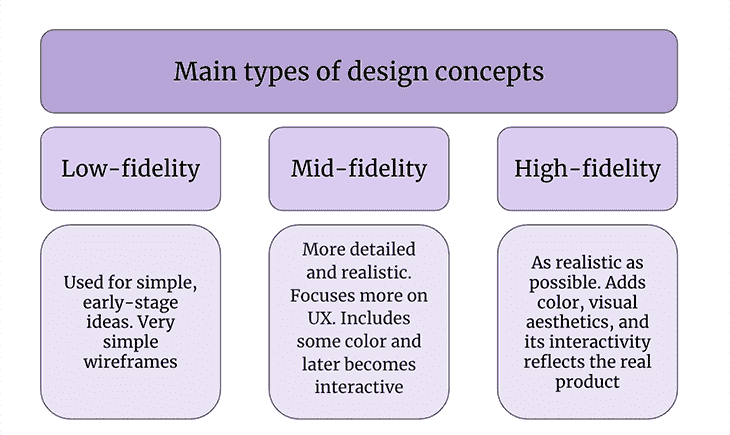 Main types of design concepts
Low-fidelity
Mid-fidelity
High-fidelity
Used for simple,
early-stage
ideas. Very
simple
wireframes
More detailed
and realistic.
Focuses more on
UX. Includes
some color and
later becomes
interactive
As realistic as
possible. Adds
color, visual
aesthetics, and
its interactivity
reflects the real
product